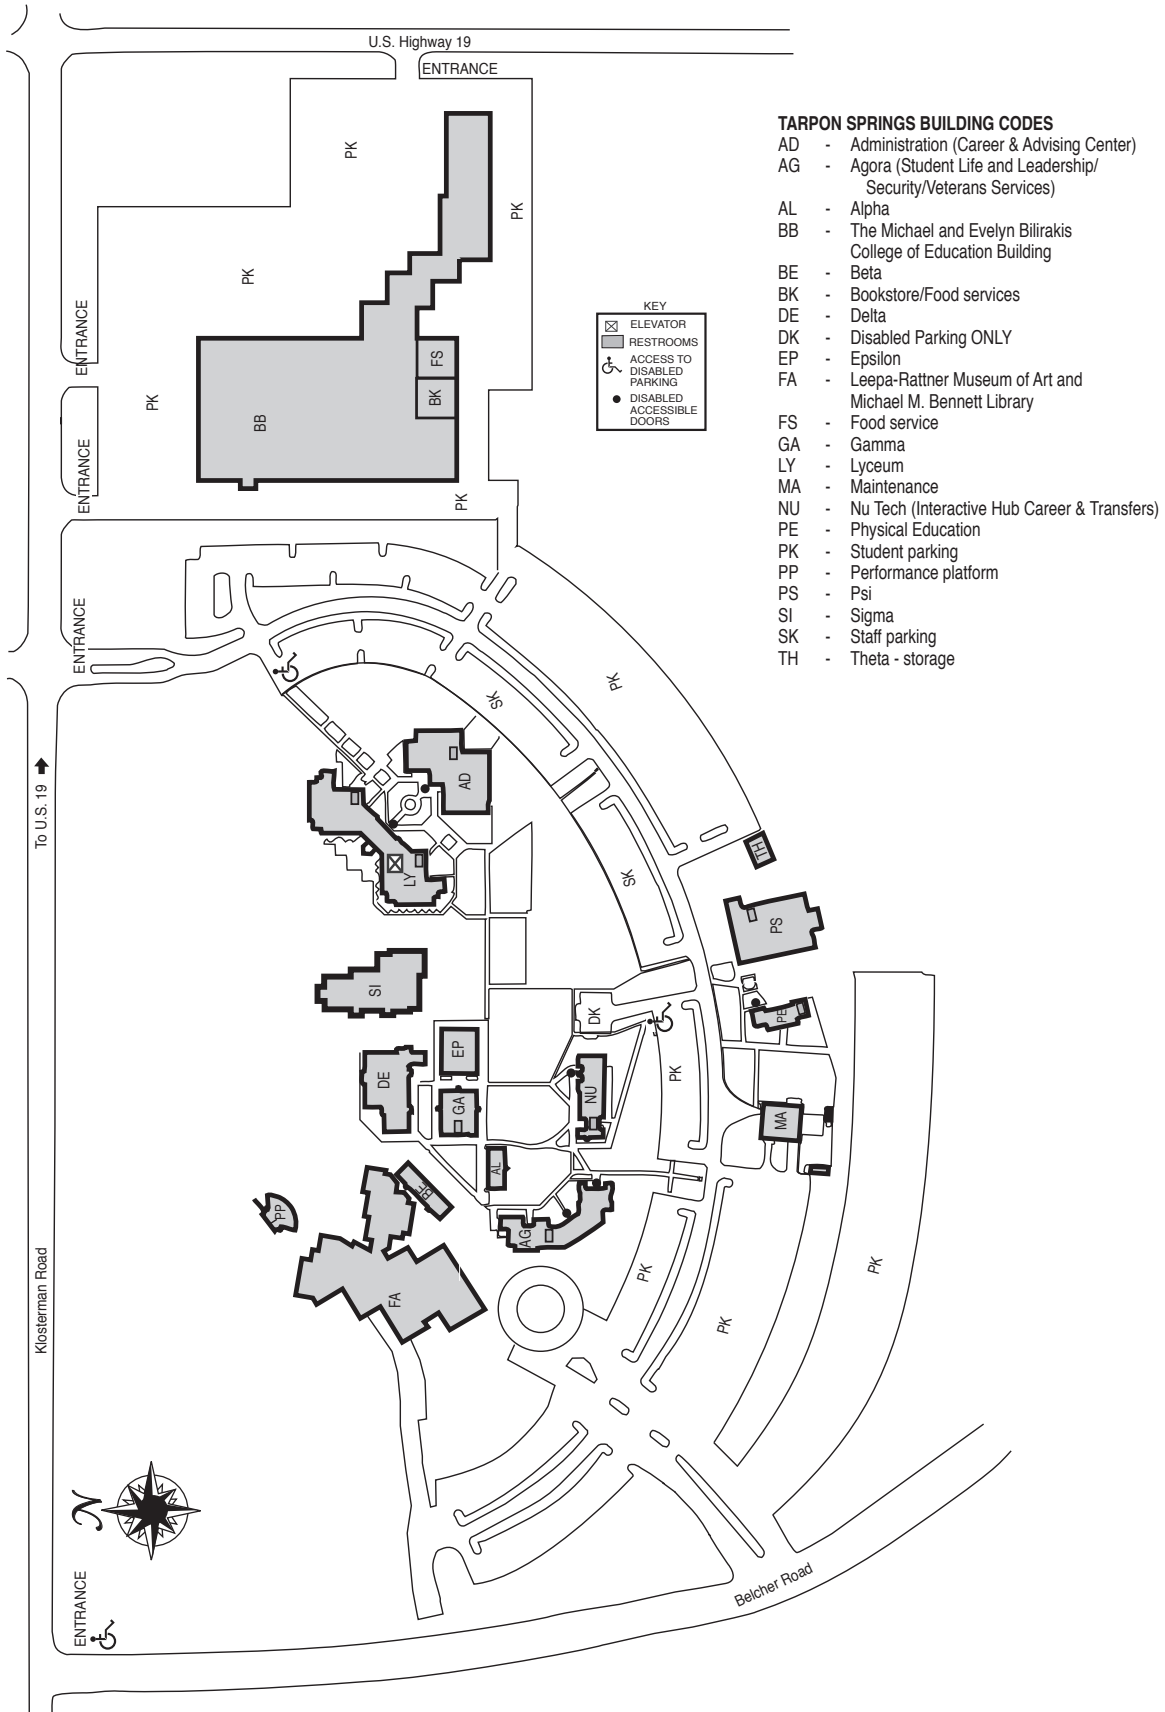 U.S. Highway 19
ENTRANCE
PK
PK
PK
ENTRANCE
FS
BK
PK
BB
ENTRANCE
PK
TARPON SPRINGS BUILDING CODES
AD - Administration (Career & Advising Center)
AG - Agora (Student Life and Leadership/
Security/Veterans Services)
AL - Alpha
BB - The Michael and Evelyn Bilirakis
College of Education Building
BE - Beta
BK - Bookstore/Food services
DE - Delta
DK - Disabled Parking ONLY
EP - Epsilon
FA - Leepa-Rattner Museum of Art and
Michael M. Bennett Library
FS - Food service
GA - Gamma
LY - Lyceum
MA - Maintenance
NU - Nu Tech (Interactive Hub Career & Transfers)
PE - Physical Education
PK - Student parking
PP - Performance platform
PS - Psi
SI - Sigma
SK - Staff parking
TH - Theta - storage
KEY
ELEVATOR
RESTROOMS
ACCESS TO
DISABLED
PARKING
DISABLED
ACCESSIBLE
DOORS
ENTRANCE
PK
SK
AD
To U.S. 19
TH
LY
SK
PS
SI
DK
PE
EP
DE
PK
NU
GA
MA
AL
BE
PP
AG
PK
PK
FA
PK
Klosterman Road
N
ENTRANCE
Belcher Road